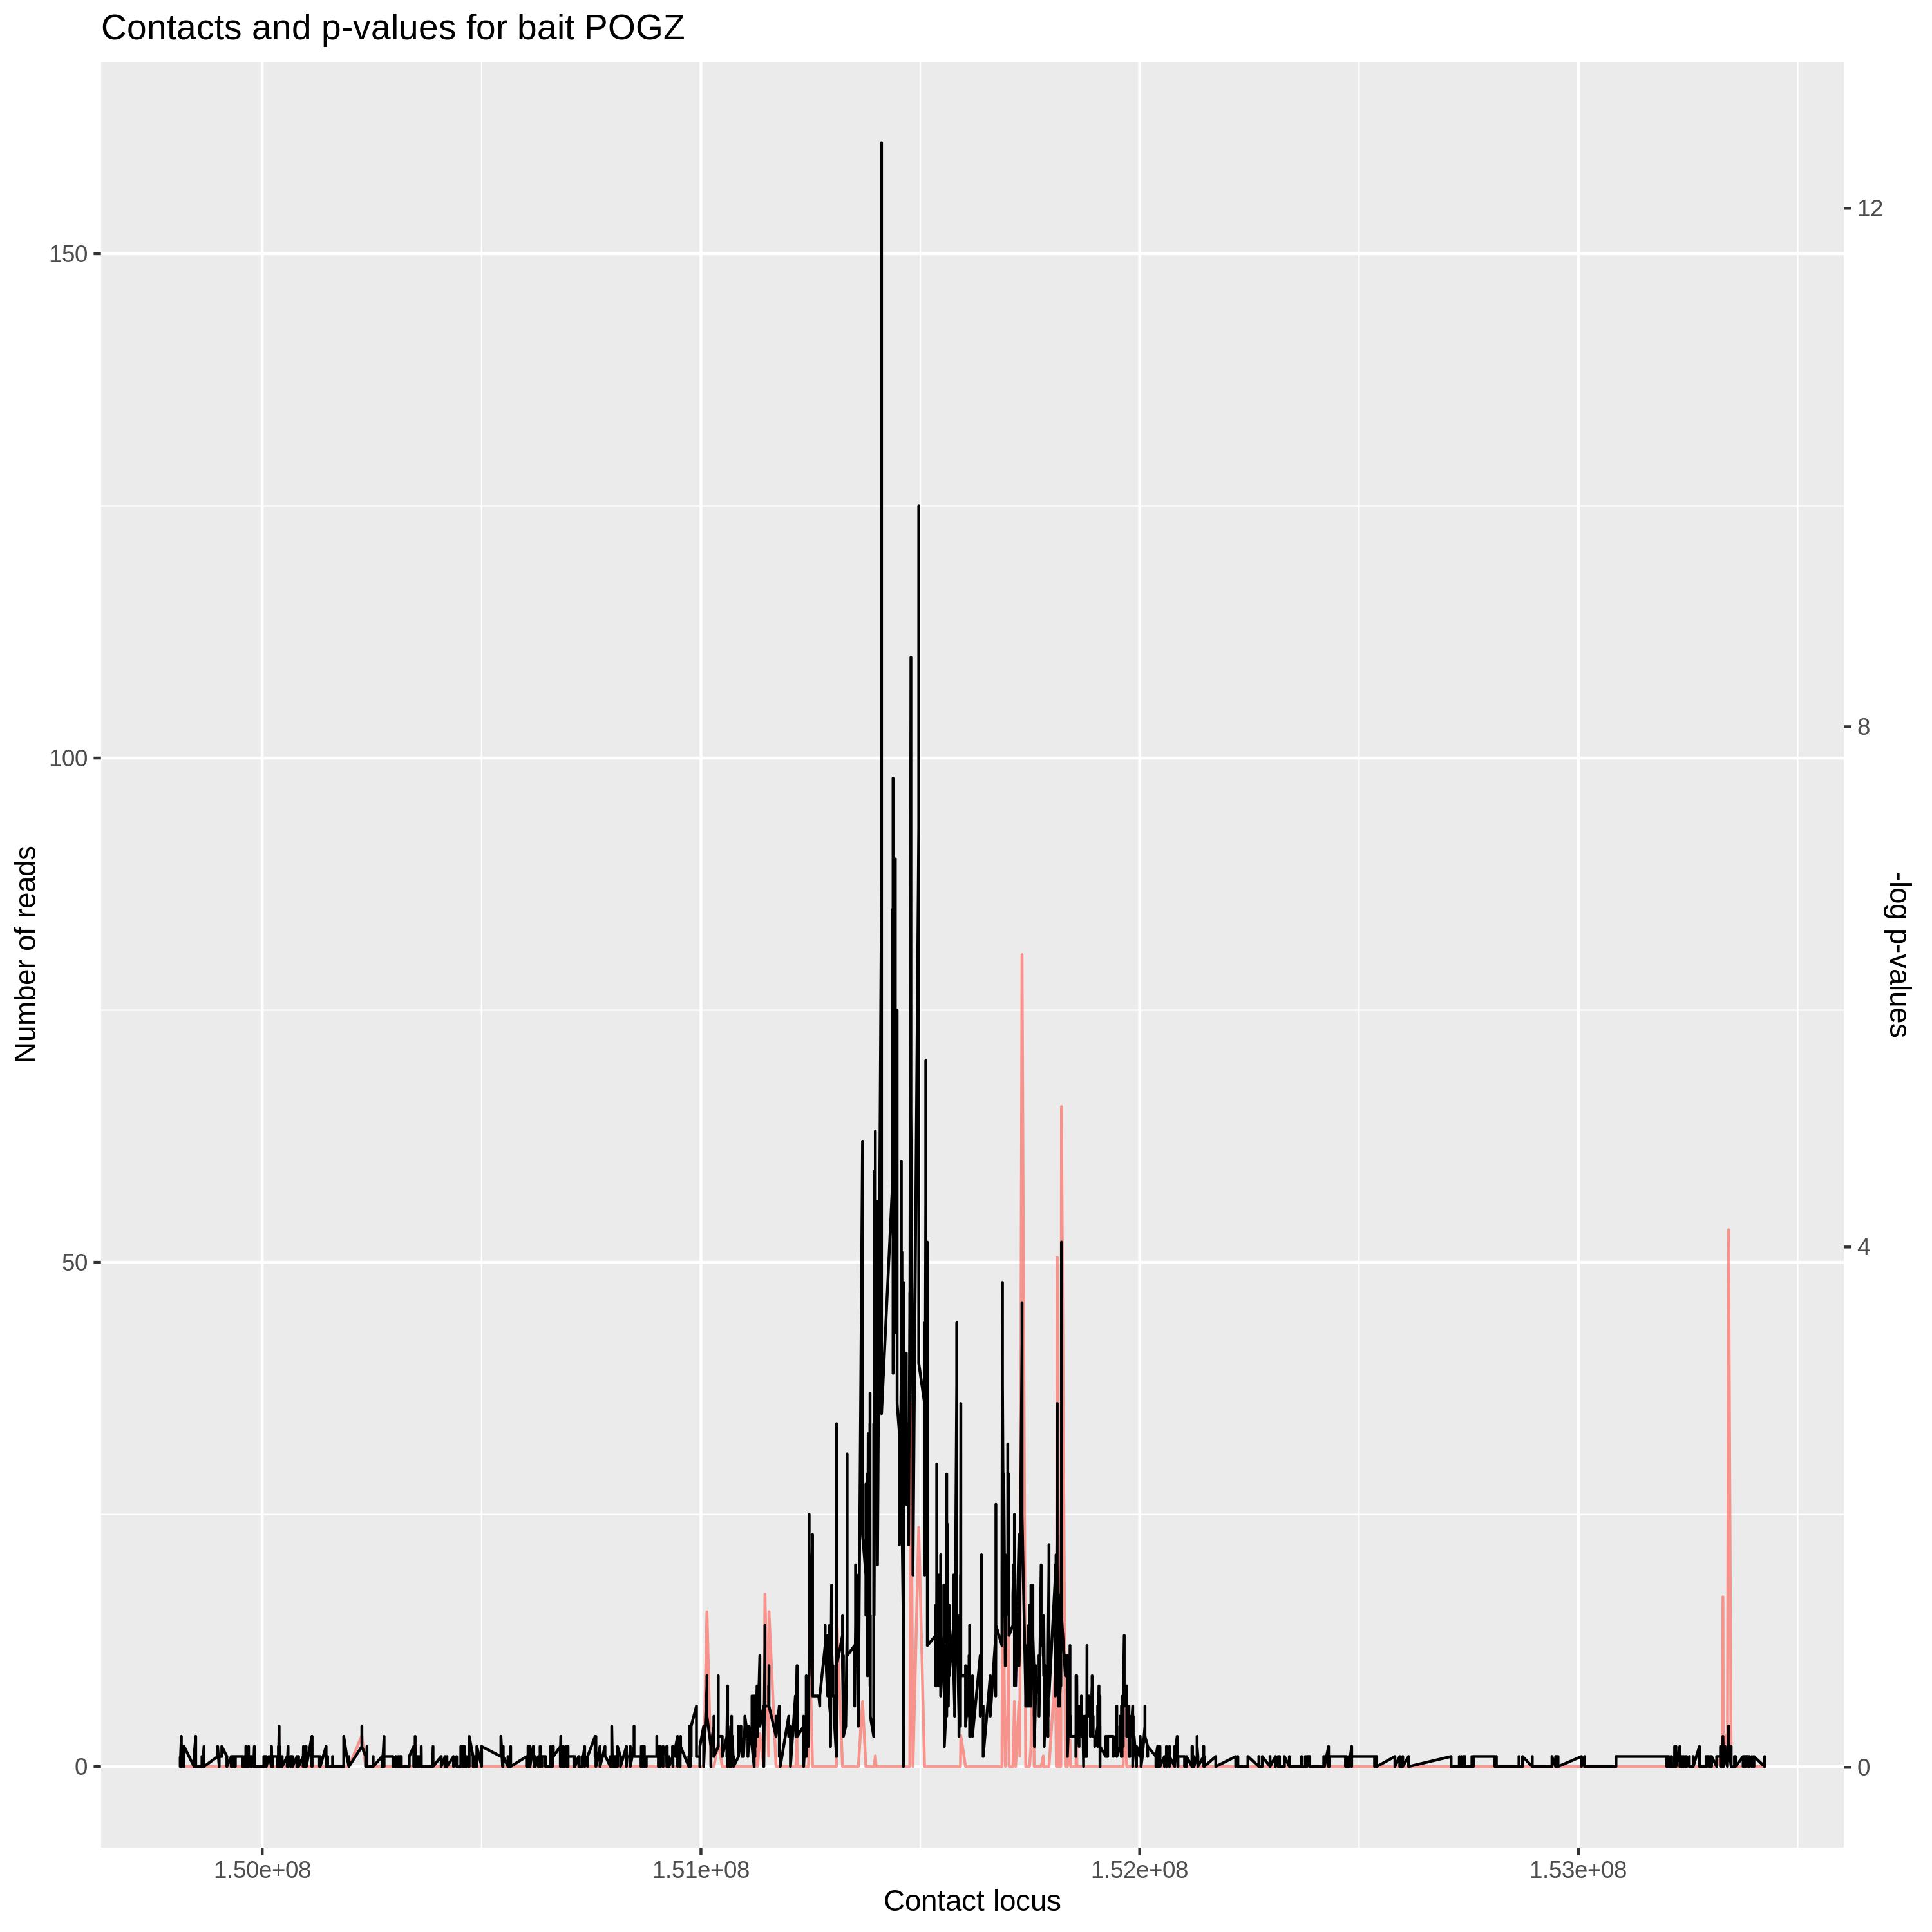 Contacts and p-values for bait POGZ
150
100
50
0
12
8
4
0
Number of reads
-log p-values
1.50e+08 1.51e+08 1.52e+08 1.53e+08
Contact locus